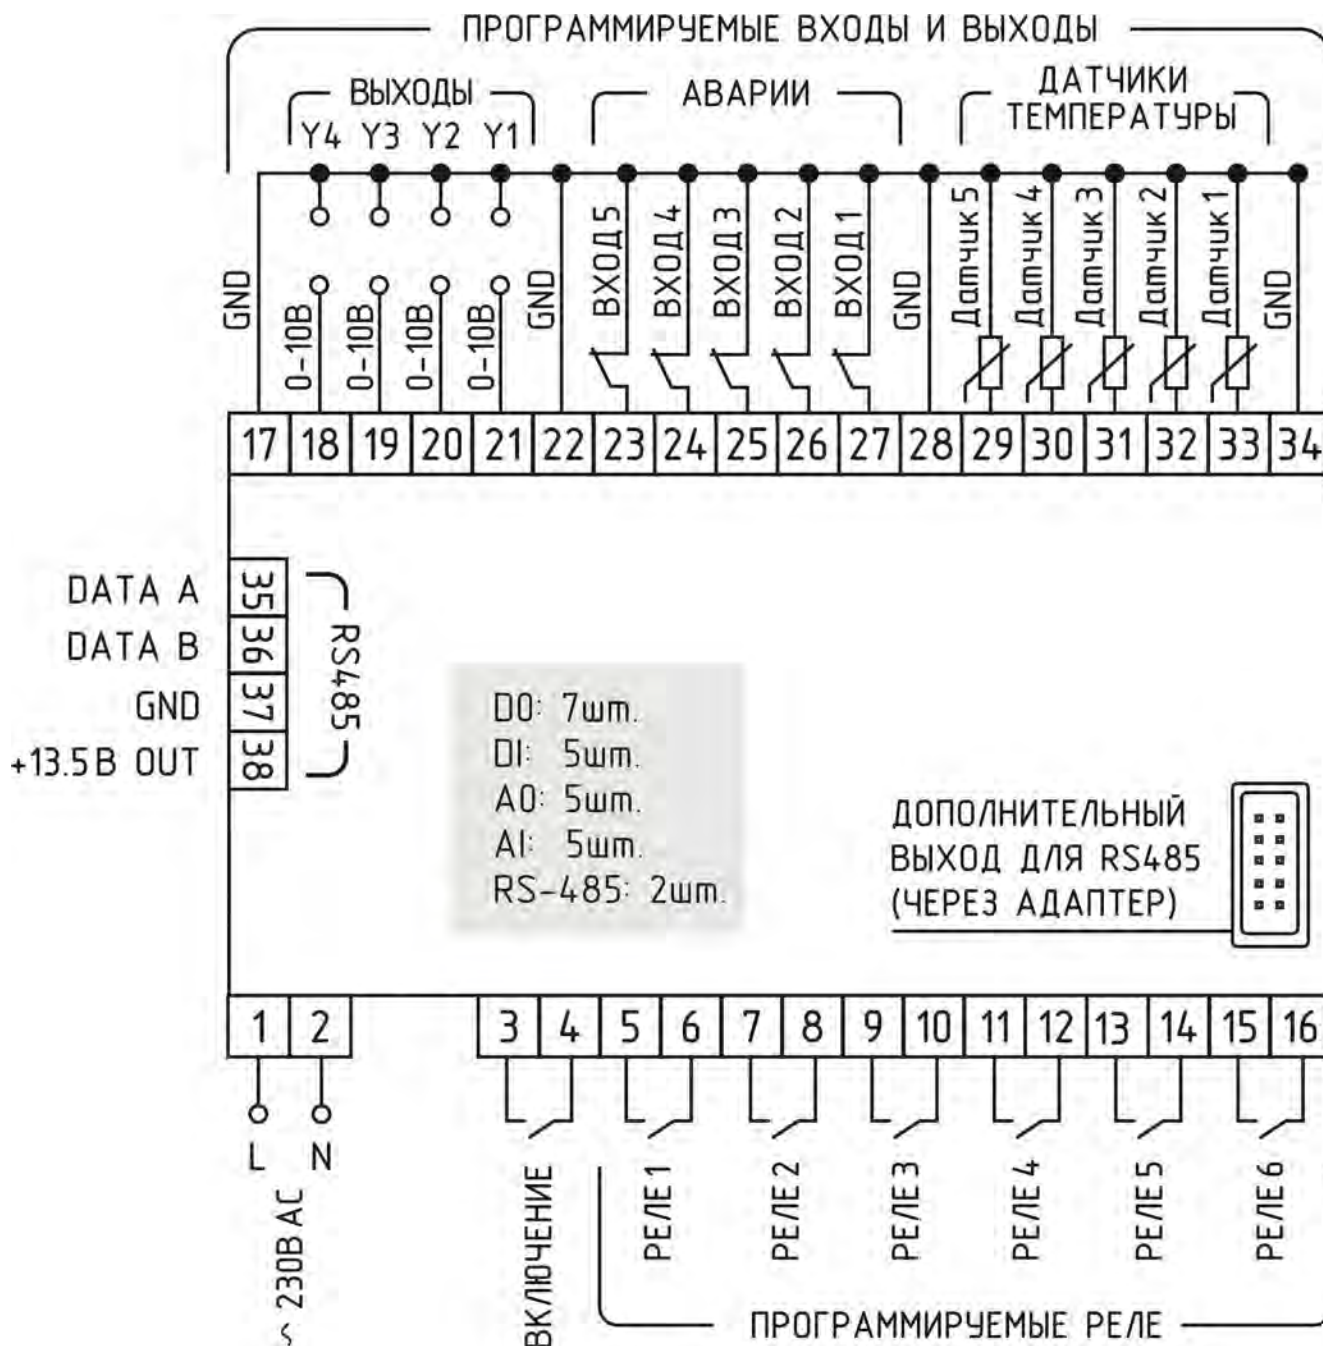 ПРОГРАММИРУЕМЫЕ ВХОДЫ И ВЫХОДЫ
ВЫХОДЫ
АВАРИИ
ДАТЧИКИ
ТЕМПЕРАТУРЫ
Y4 Y3 Y2 Y1
GND
0-10В
0-10В
0-10В
0-10В
GND
ВХОД 5
ВХОД 4
ВХОД 3
ВХОД 2
ВХОД 1
GND
Датчик 5
Датчик 4
Датчик 3
Датчик 2
Датчик 1
GND
17 18 19 20 21 22 23 24 25 26 27 28 29 30 31 32 33 34
DATA A 35
DATA B 36
GND 37
+13.5В OUT 38
RS485
DO: 7шт.
DI: 5шт.
AO: 5шт.
AI: 5шт.
RS-485: 2шт.
ДОПОЛНИТЕЛЬНЫЙ
ВЫХОД ДЛЯ RS485
(ЧЕРЕЗ АДАПТЕР)
1 2 3 4 5 6 7 8 9 10 11 12 13 14 15 16
L N
~ 230В AC
ВКЛЮЧЕНИЕ
РЕЛЕ 1
РЕЛЕ 2
РЕЛЕ 3
РЕЛЕ 4
РЕЛЕ 5
РЕЛЕ 6
ПРОГРАММИРУЕМЫЕ РЕЛЕ